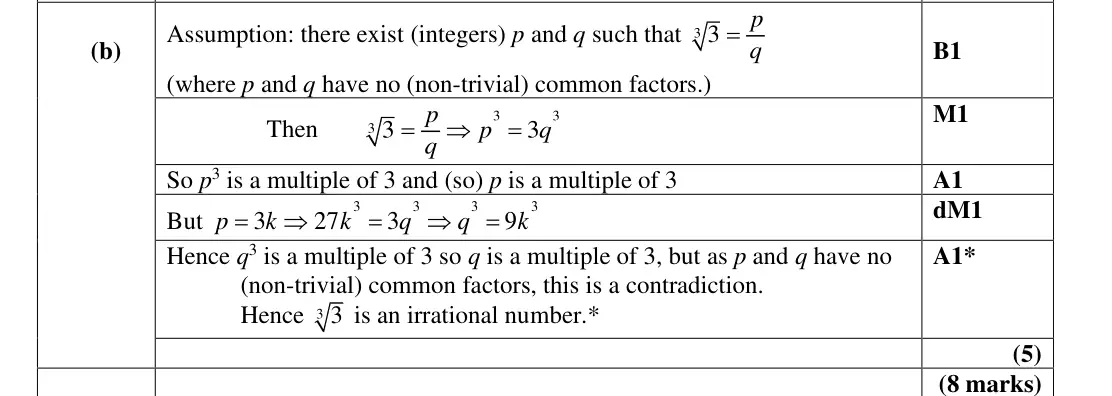 (b)
Assumption: there exist (integers) p and q such that ∛3 = p/q
(where p and q have no (non-trivial) common factors.)
B1
Then ∛3 = p/q ⇒ p³ = 3q³
M1
So p³ is a multiple of 3 and (so) p is a multiple of 3
A1
But p = 3k ⇒ 27k³ = 3q³ ⇒ q³ = 9k³
dM1
Hence q³ is a multiple of 3 so q is a multiple of 3, but as p and q have no
(non-trivial) common factors, this is a contradiction.
Hence ∛3 is an irrational number.*
A1*
(5)
(8 marks)